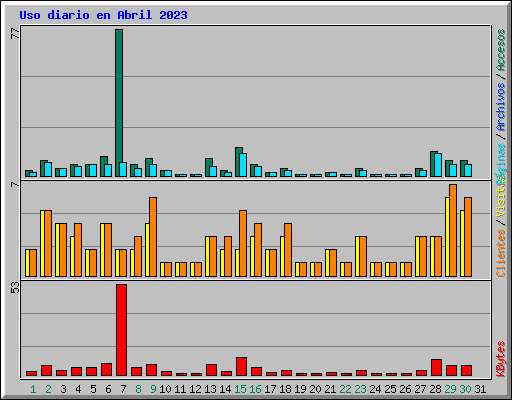 Uso diario en Abril 2023
77
7
53
Accesos / Archivos / Páginas
Clientes / Visitas
KBytes
1 2 3 4 5 6 7 8 9 10 11 12 13 14 15 16 17 18 19 20 21 22 23 24 25 26 27 28 29 30 31